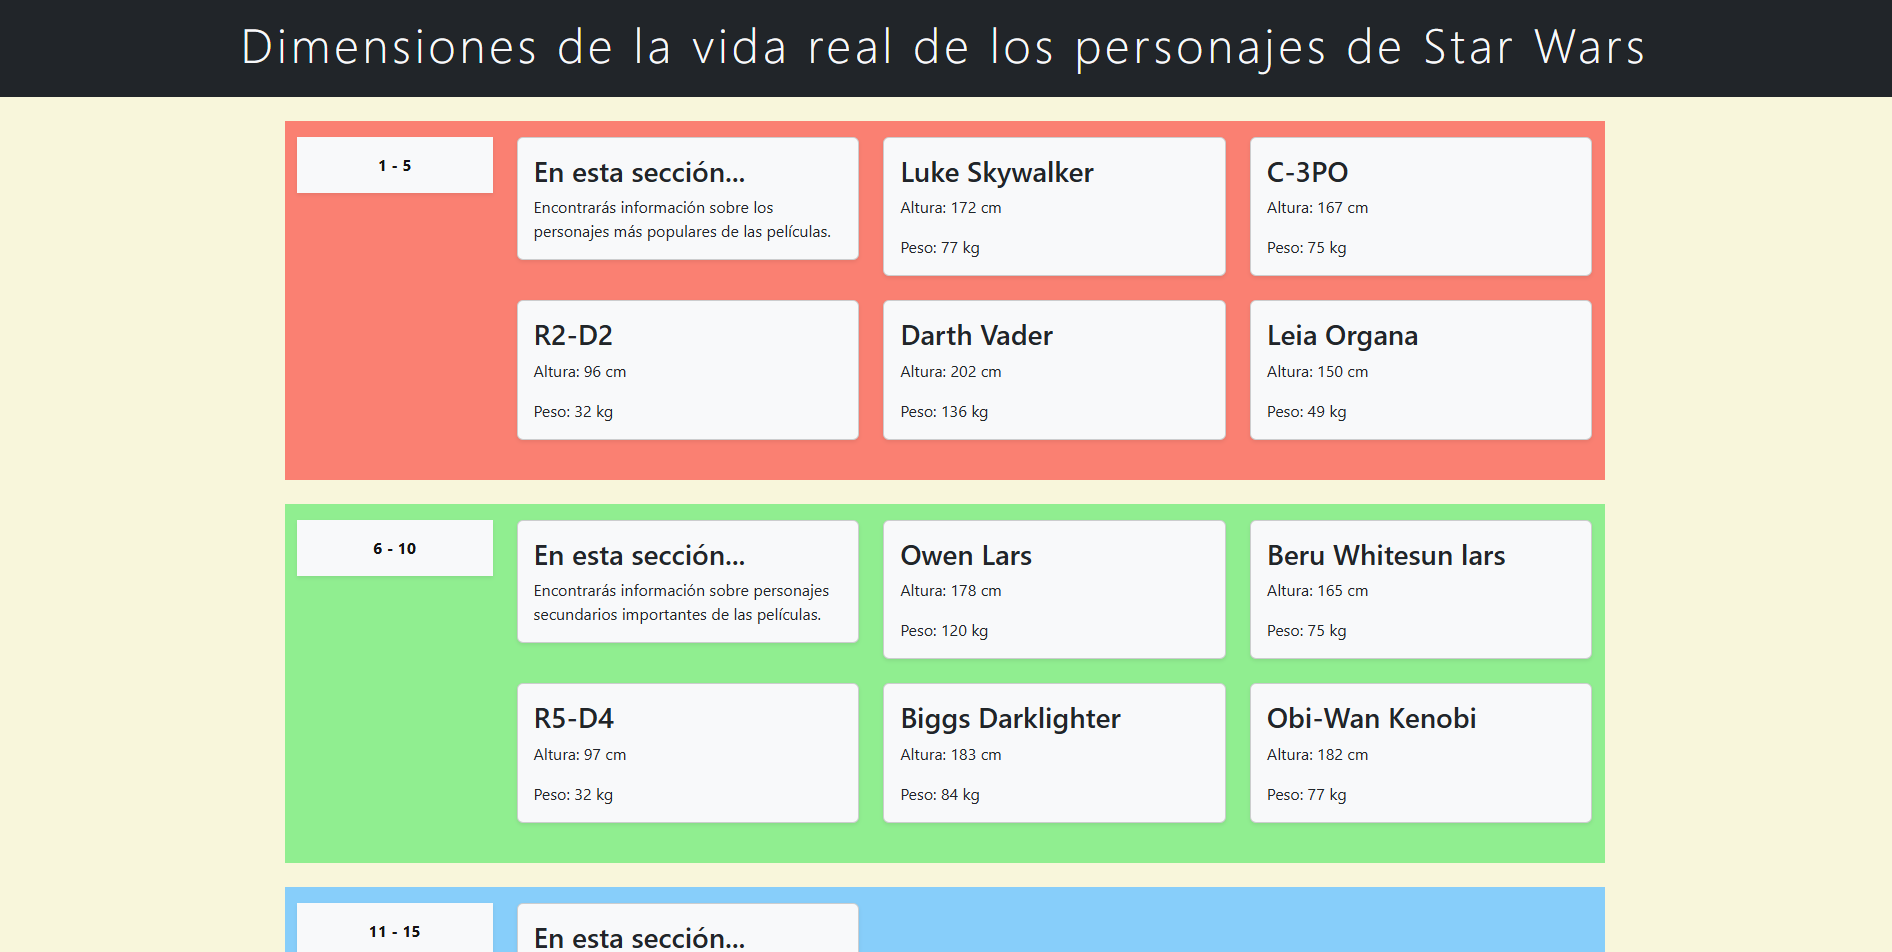 Dimensiones de la vida real de los personajes de Star Wars
1 - 5
En esta sección...
Encontrarás información sobre los
personajes más populares de las películas.
Luke Skywalker
Altura: 172 cm
Peso: 77 kg
C-3PO
Altura: 167 cm
Peso: 75 kg
R2-D2
Altura: 96 cm
Peso: 32 kg
Darth Vader
Altura: 202 cm
Peso: 136 kg
Leia Organa
Altura: 150 cm
Peso: 49 kg
6 - 10
En esta sección...
Encontrarás información sobre personajes
secundarios importantes de las películas.
Owen Lars
Altura: 178 cm
Peso: 120 kg
Beru Whitesun lars
Altura: 165 cm
Peso: 75 kg
R5-D4
Altura: 97 cm
Peso: 32 kg
Biggs Darklighter
Altura: 183 cm
Peso: 84 kg
Obi-Wan Kenobi
Altura: 182 cm
Peso: 77 kg
11 - 15
En esta sección...